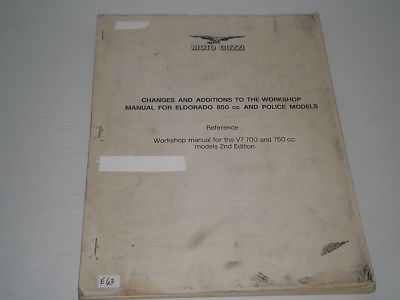 MOTO GUZZI
CHANGES AND ADDITIONS TO THE WORKSHOP
MANUAL FOR ELDORADO 850 cc AND POLICE MODELS
Reference:
Workshop manual for the V7 700 and 750 cc
models 2nd Edition
E63